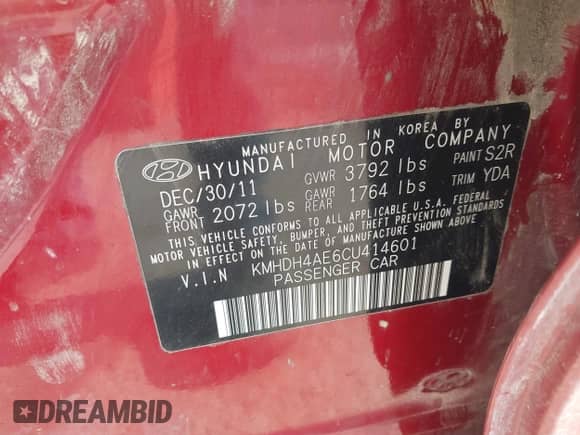 MANUFACTURED IN KOREA BY
HYUNDAI MOTOR COMPANY
DEC/30/11 GVWR 3792 lbs PAINT S2R
GAWR FRONT 2072 lbs GAWR REAR 1764 lbs TRIM YDA
THIS VEHICLE CONFORMS TO ALL APPLICABLE U.S.A. FEDERAL
MOTOR VEHICLE SAFETY, BUMPER, AND THEFT PREVENTION STANDARDS
IN EFFECT ON THE DATE OF MANUFACTURE SHOWN ABOVE.
V.I.N KMHDH4AE6CU414601
PASSENGER CAR
DREAMBID